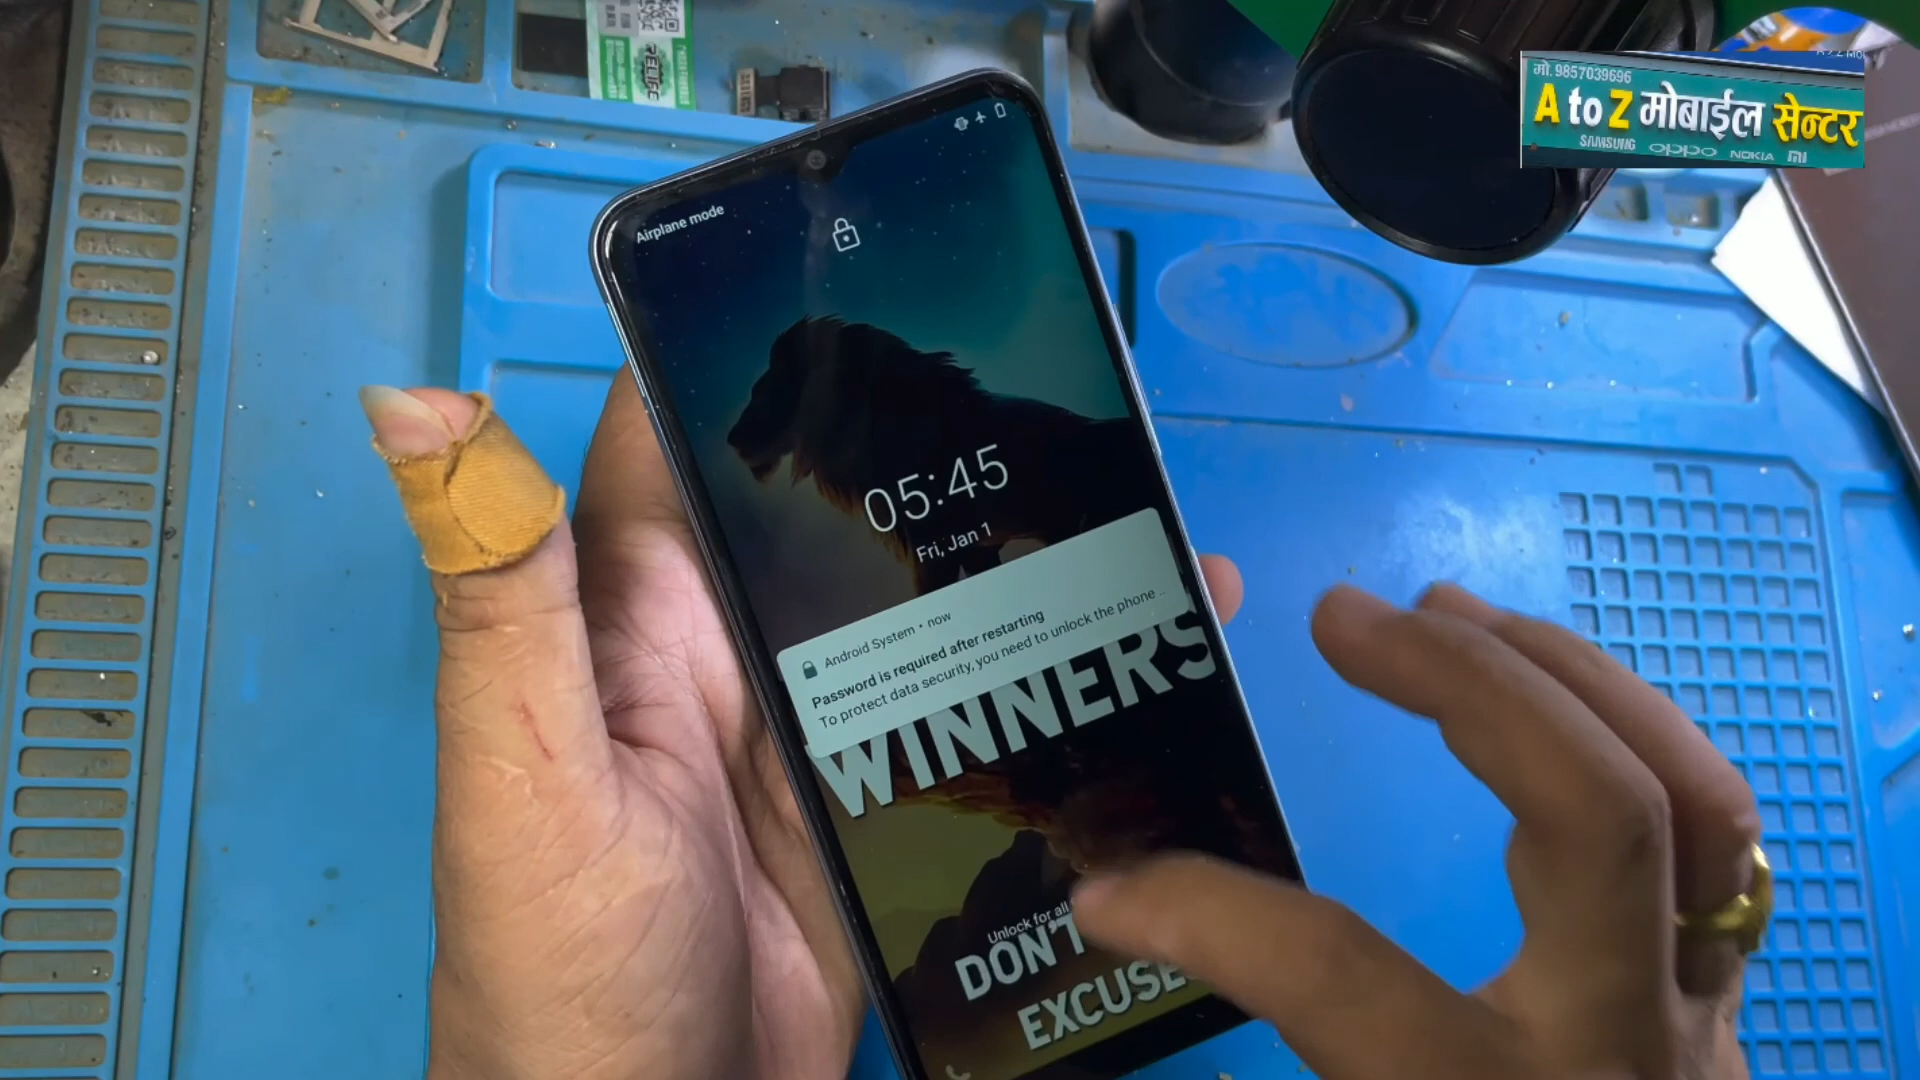 RELIFE
मो. 9857039696
A to Z मोबाईल सेन्टर
SAMSUNG oppo NOKIA mi
Airplane mode
05:45
Fri, Jan 1
Android System • now
Password is required after restarting
To protect data security, you need to unlock the phone ...
WINNERS
Unlock for all
DON'T
EXCUSE